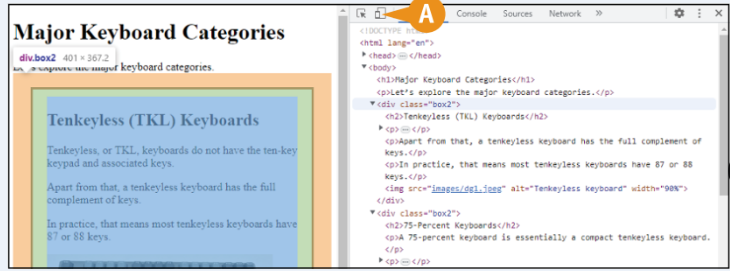 Major Keyboard Categories
div.box2 401 × 367.2
Let's explore the major keyboard categories.
Tenkeyless (TKL) Keyboards
Tenkeyless, or TKL, keyboards do not have the ten-key
keypad and associated keys.
Apart from that, a tenkeyless keyboard has the full
complement of keys.
In practice, that means most tenkeyless keyboards have
87 or 88 keys.
A
Console Sources Network »
<!DOCTYPE
<html lang="en">
<head>…</head>
<body>
<h1>Major Keyboard Categories</h1>
<p>Let's explore the major keyboard categories.</p>
<div class="box2">
<h2>Tenkeyless (TKL) Keyboards</h2>
<p>…</p>
<p>Apart from that, a tenkeyless keyboard has the full complement of
keys.</p>
<p>In practice, that means most tenkeyless keyboards have 87 or 88
keys.</p>
<img src="images/dg1.jpeg" alt="Tenkeyless keyboard" width="90%">
</div>
<div class="box2">
<h2>75-Percent Keyboards</h2>
<p>A 75-percent keyboard is essentially a compact tenkeyless keyboard.
</p>
<p>…</p>